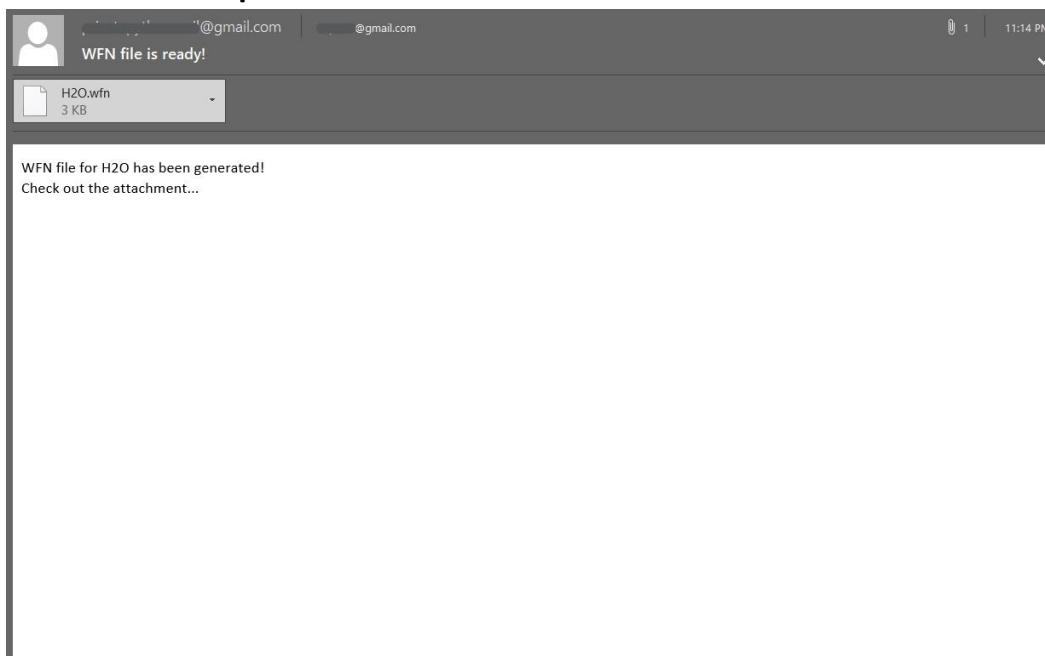 @gmail.com @gmail.com 1 11:14 PM
WFN file is ready!
H2O.wfn
3 KB
WFN file for H2O has been generated!
Check out the attachment...